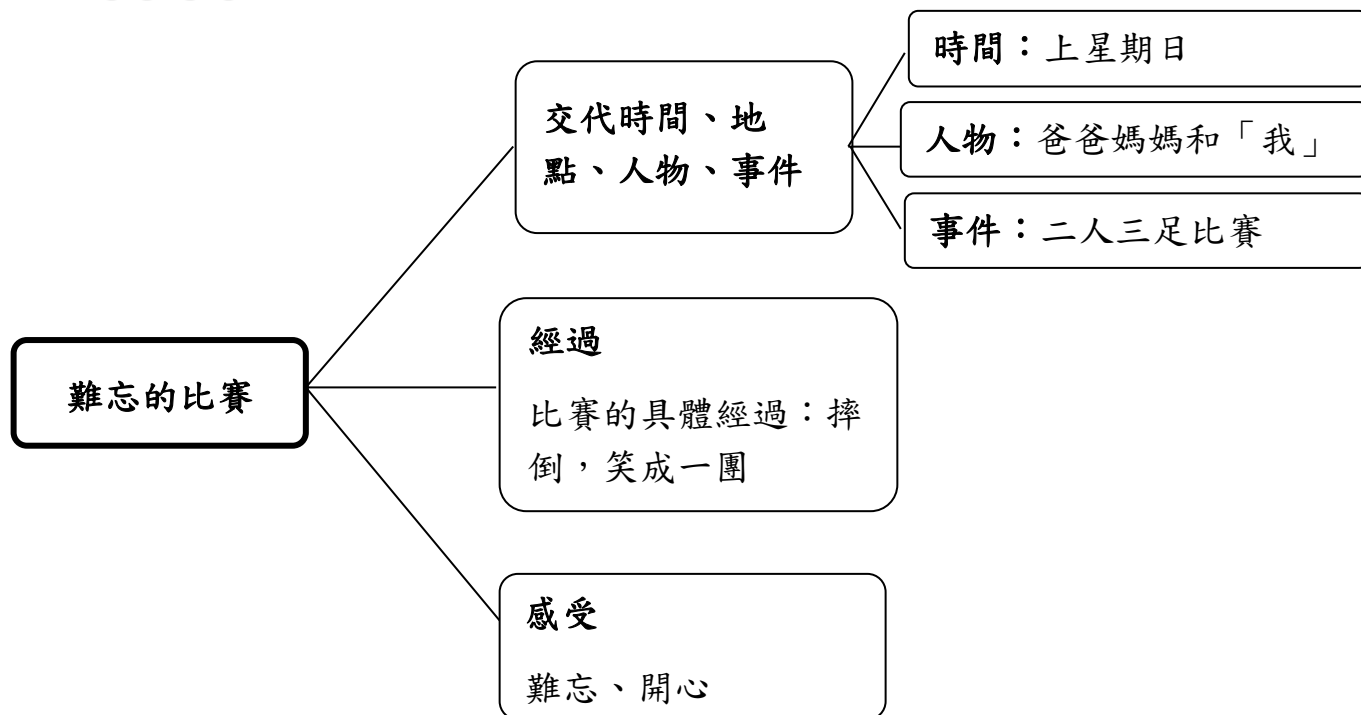 難忘的比賽
交代時間、地
點、人物、事件
時間：上星期日
人物：爸爸媽媽和「我」
事件：二人三足比賽
經過
比賽的具體經過：摔
倒，笑成一團
感受
難忘、開心